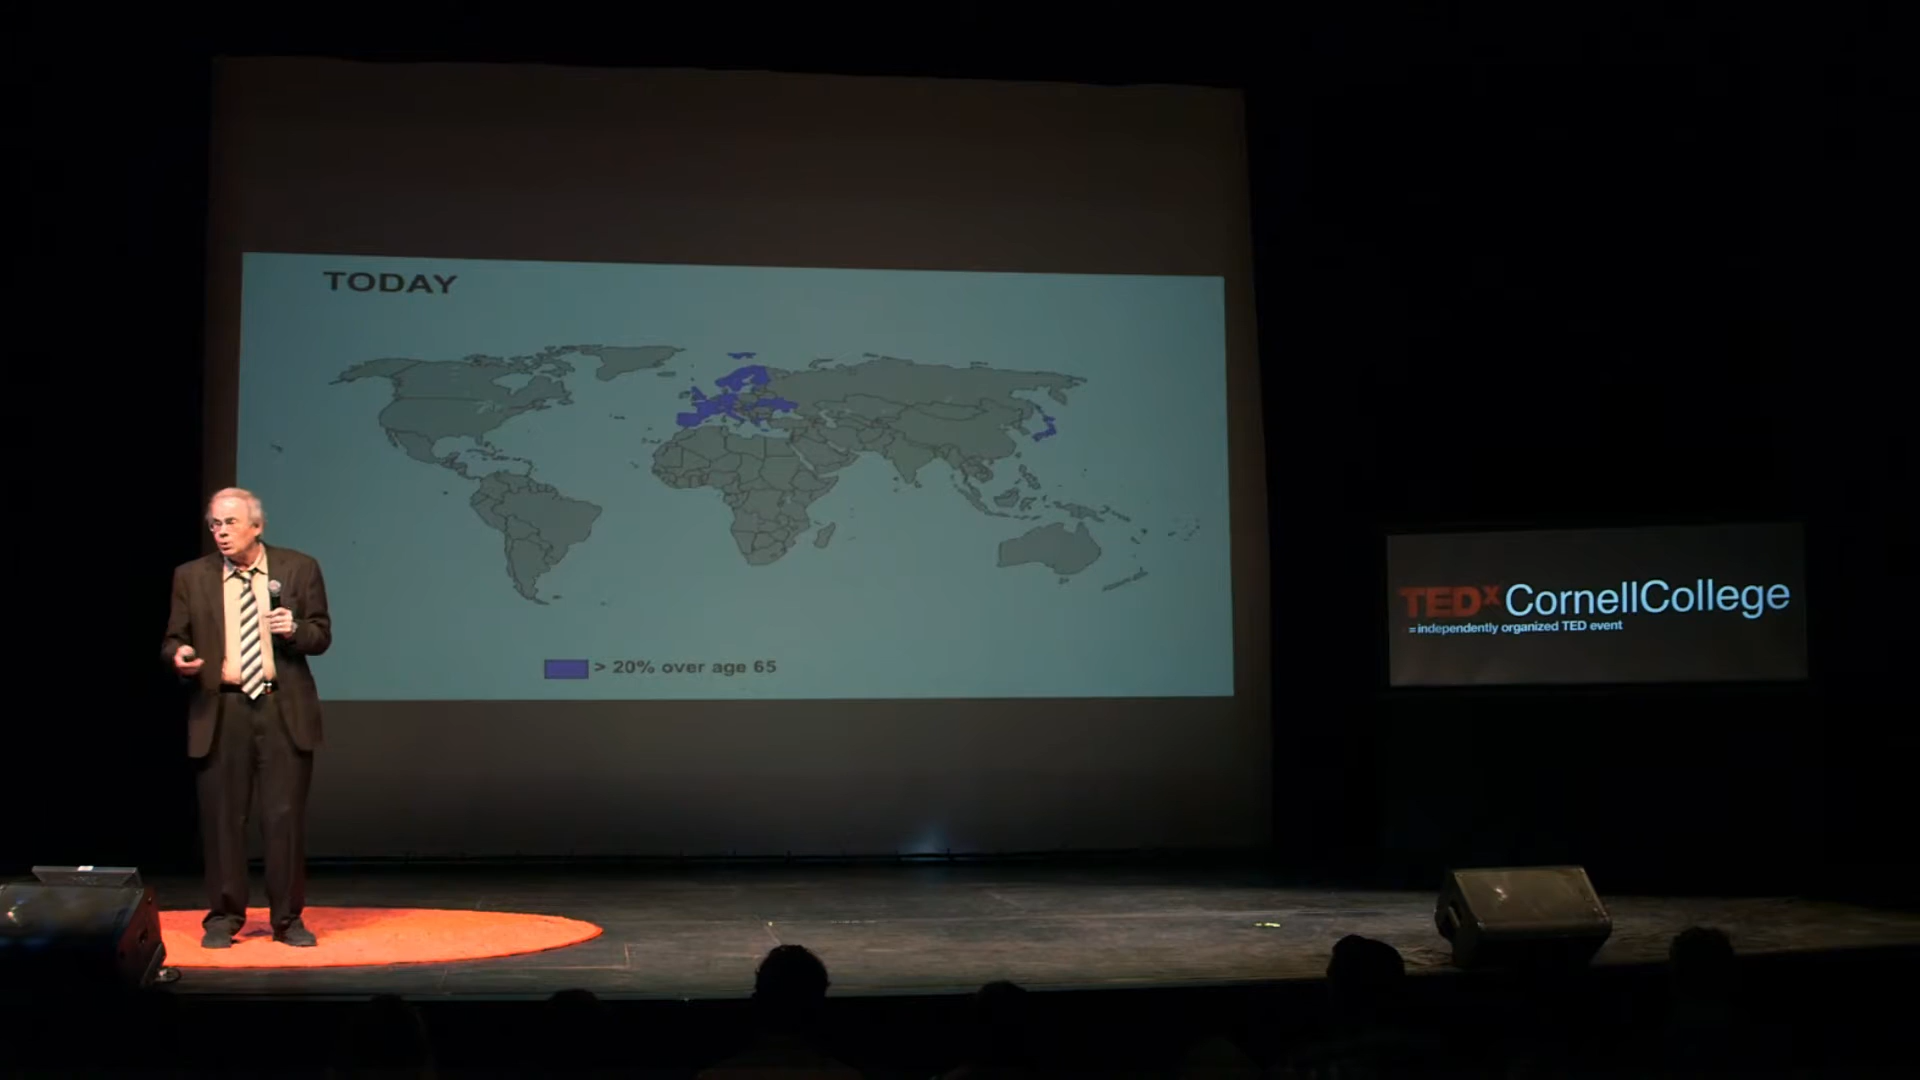 TODAY
> 20% over age 65
TEDx CornellCollege
= independently organized TED event